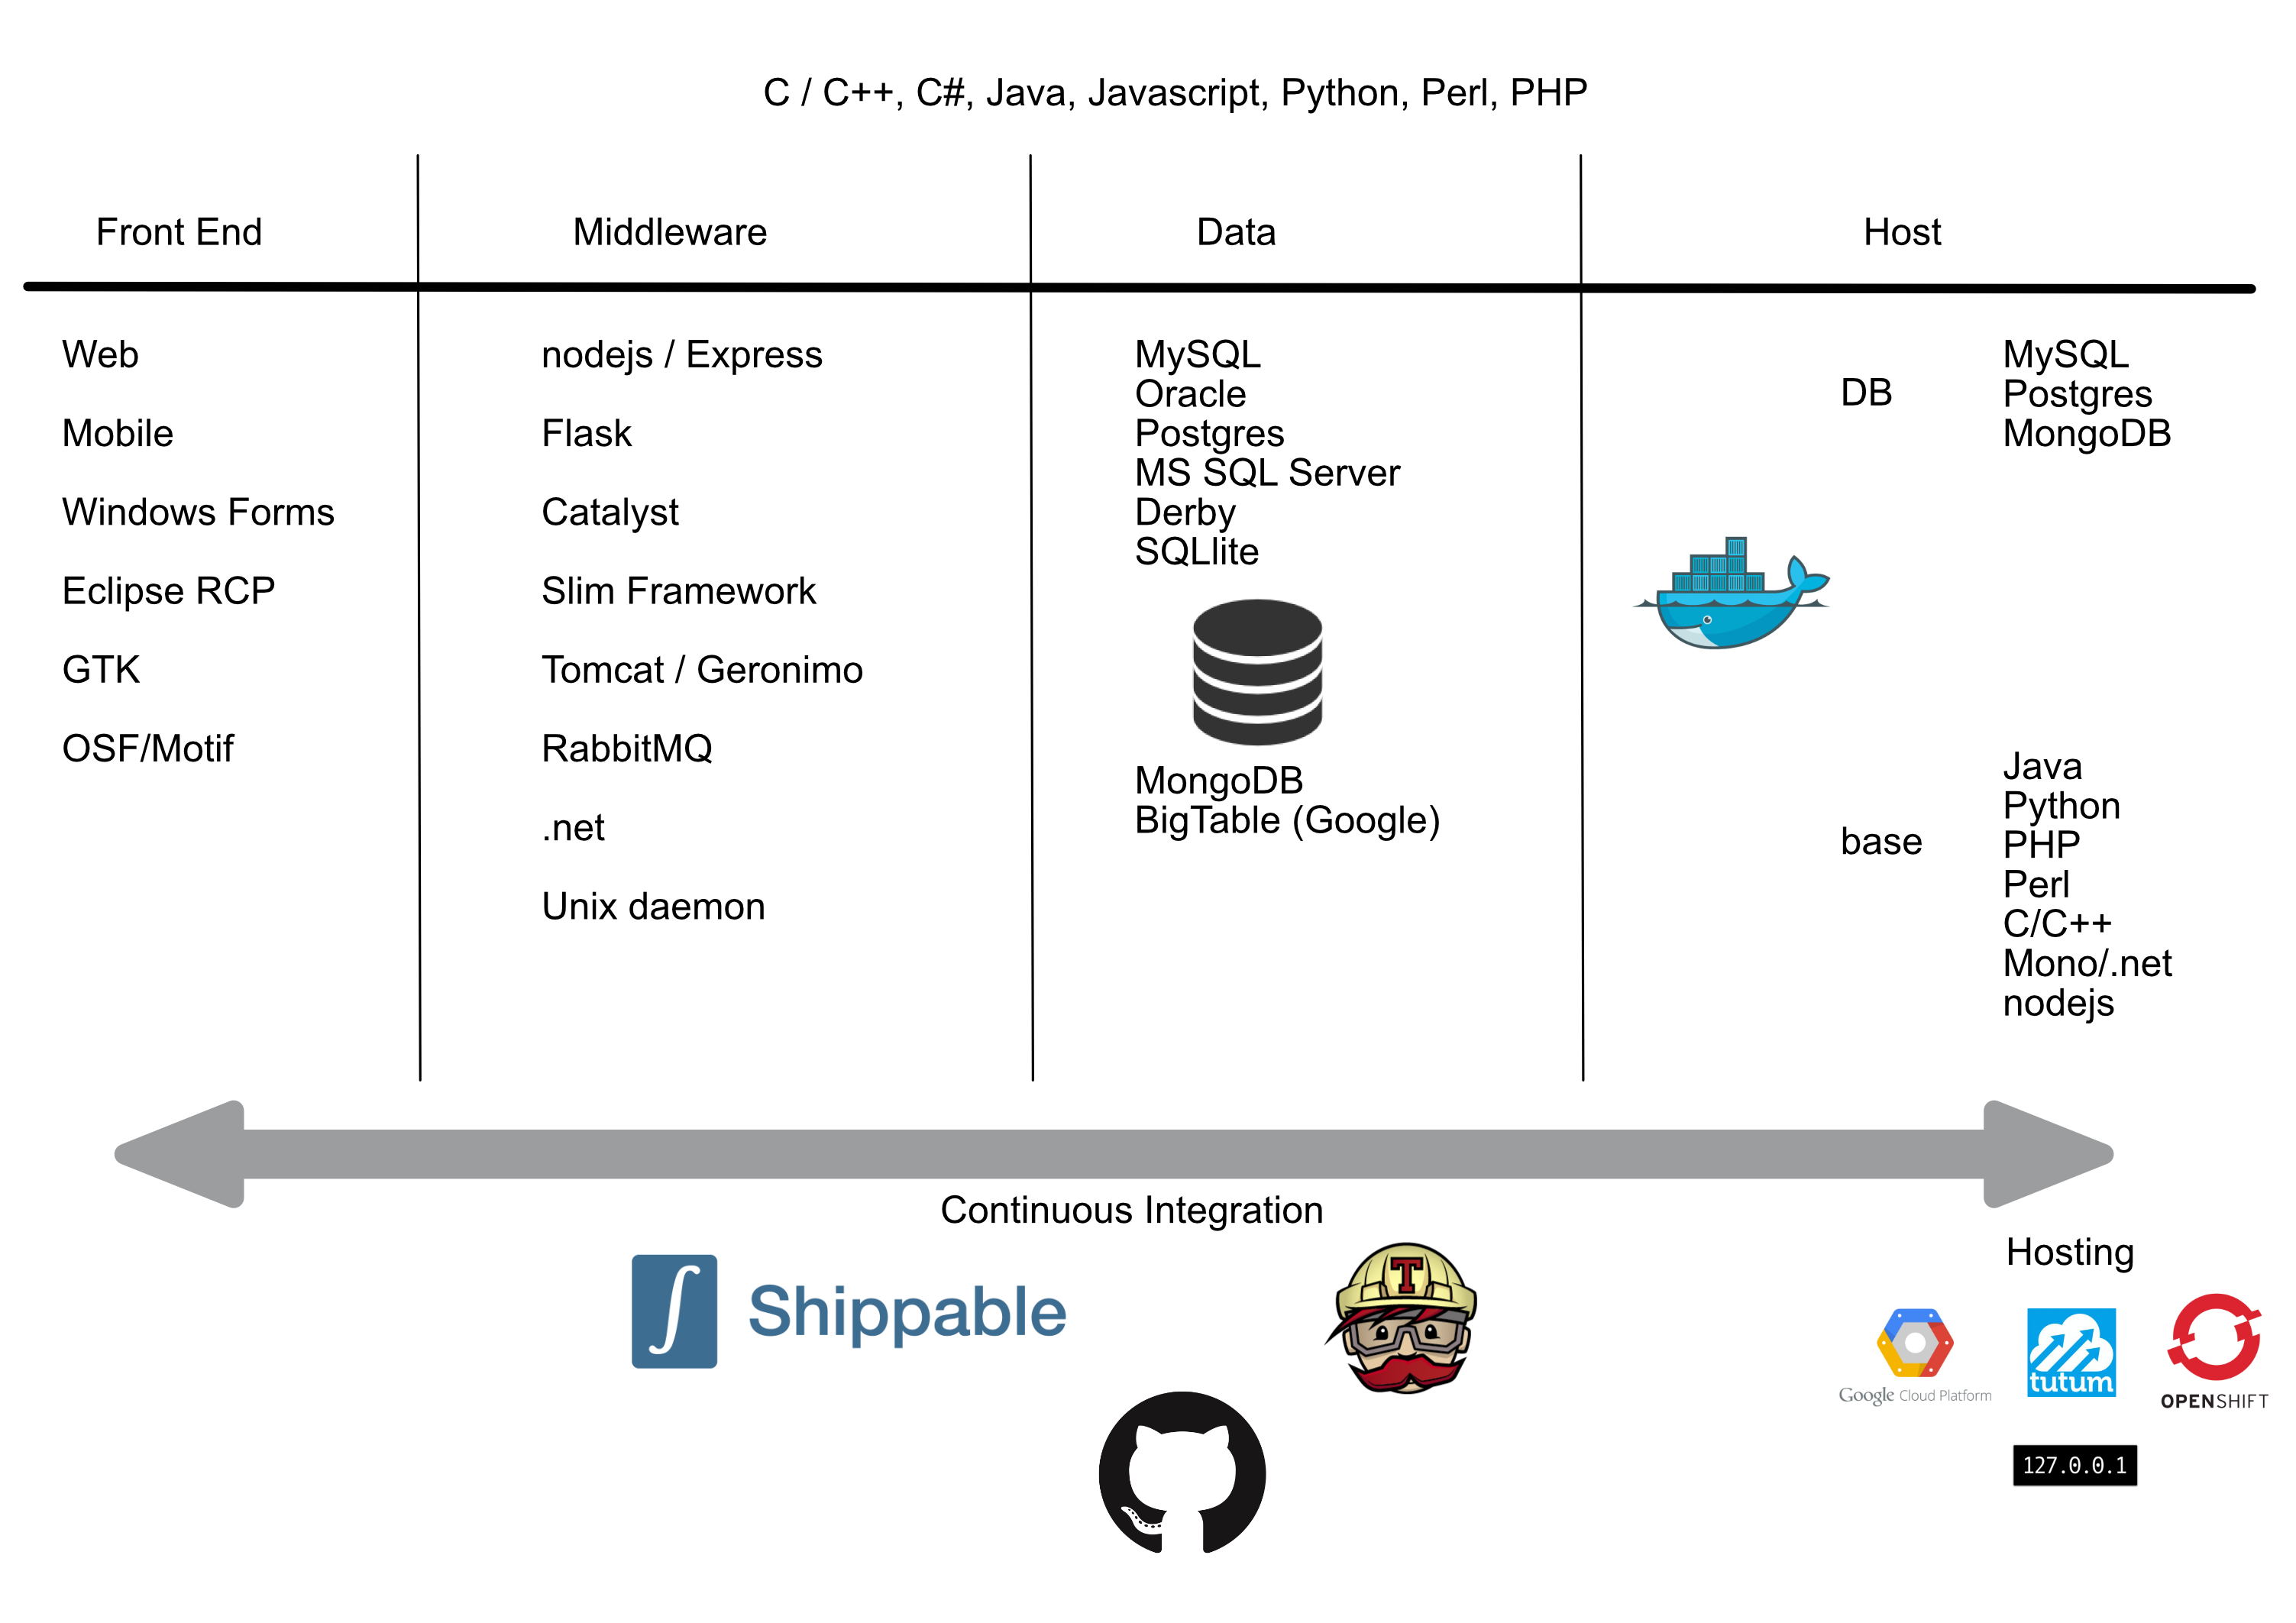 C / C++, C#, Java, Javascript, Python, Perl, PHP
Front End
Middleware
Data
Host
Web
Mobile
Windows Forms
Eclipse RCP
GTK
OSF/Motif
nodejs / Express
Flask
Catalyst
Slim Framework
Tomcat / Geronimo
RabbitMQ
.net
Unix daemon
MySQL
Oracle
Postgres
MS SQL Server
Derby
SQLlite
MongoDB
BigTable (Google)
DB
MySQL
Postgres
MongoDB
base
Java
Python
PHP
Perl
C/C++
Mono/.net
nodejs
Continuous Integration
Shippable
T
Hosting
Google Cloud Platform
tutum
OPENSHIFT
127.0.0.1